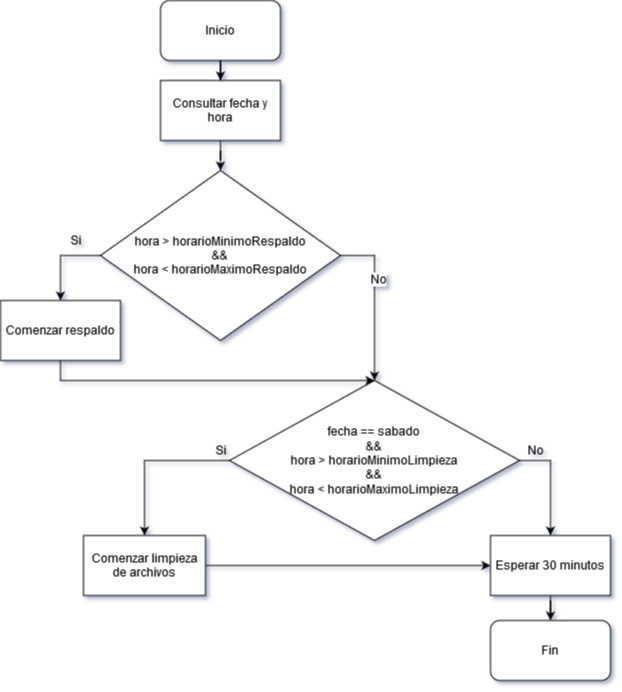 Inicio
Consultar fecha y
hora
hora > horarioMinimoRespaldo
&&
hora < horarioMaximoRespaldo
Si
No
Comenzar respaldo
fecha == sabado
&&
hora > horarioMinimoLimpieza
&&
hora < horarioMaximoLimpieza
Si
No
Comenzar limpieza
de archivos
Esperar 30 minutos
Fin